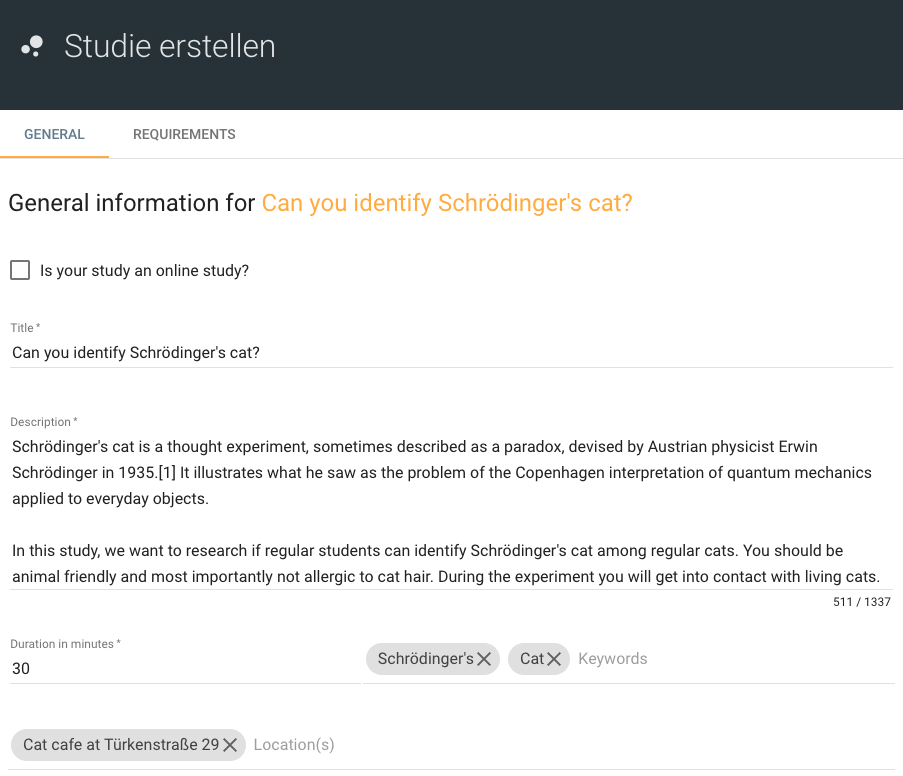 Studie erstellen
GENERAL REQUIREMENTS
General information for Can you identify Schrödinger's cat?
Is your study an online study?
Title *
Can you identify Schrödinger's cat?
Description *
Schrödinger's cat is a thought experiment, sometimes described as a paradox, devised by Austrian physicist Erwin
Schrödinger in 1935.[1] It illustrates what he saw as the problem of the Copenhagen interpretation of quantum mechanics
applied to everyday objects.
In this study, we want to research if regular students can identify Schrödinger's cat among regular cats. You should be
animal friendly and most importantly not allergic to cat hair. During the experiment you will get into contact with living cats.
511 / 1337
Duration in minutes *
30
Schrödinger's Cat Keywords
Cat cafe at Türkenstraße 29 Location(s)